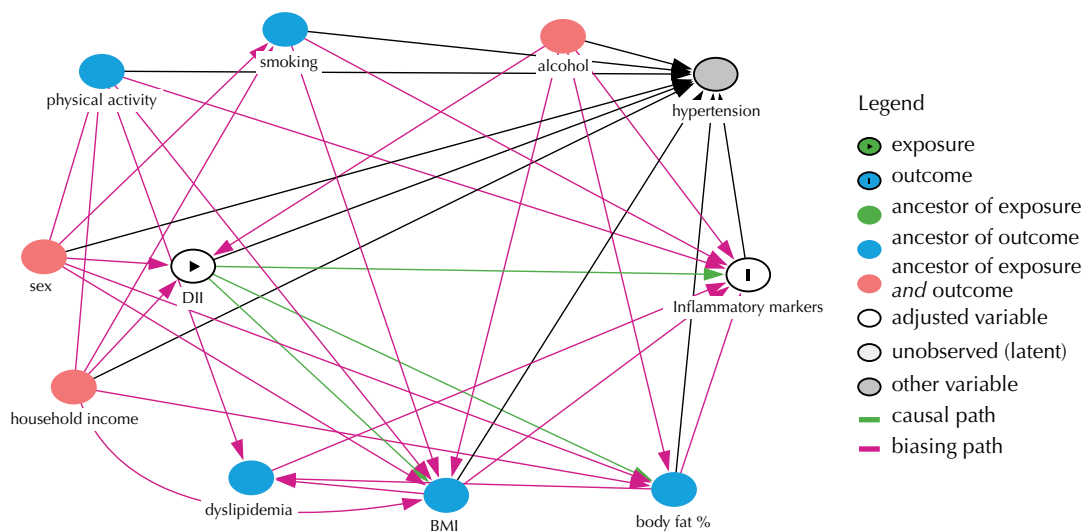 smoking
alcohol
physical activity
hypertension
sex
DII
Inflammatory markers
household income
dyslipidemia
BMI
body fat %
Legend
exposure
outcome
ancestor of exposure
ancestor of outcome
ancestor of exposure
and outcome
adjusted variable
unobserved (latent)
other variable
causal path
biasing path